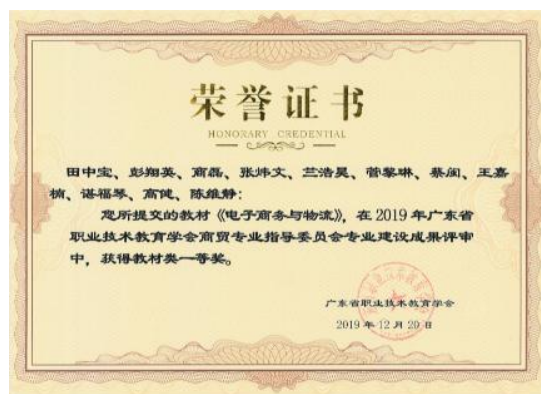 荣誉证书
HONORARY CREDENTIAL
田中宝、彭翔英、商磊、张炜文、兰浩昊、管黎琳、蔡闽、王嘉
楠、谌福琴、高健、陈维静：
您所提交的教材《电子商务与物流》，在2019年广东省
职业技术教育学会商贸专业指导委员会专业建设成果评审
中，获得教材类一等奖。
广东省职业技术教育学会
2019年12月20日